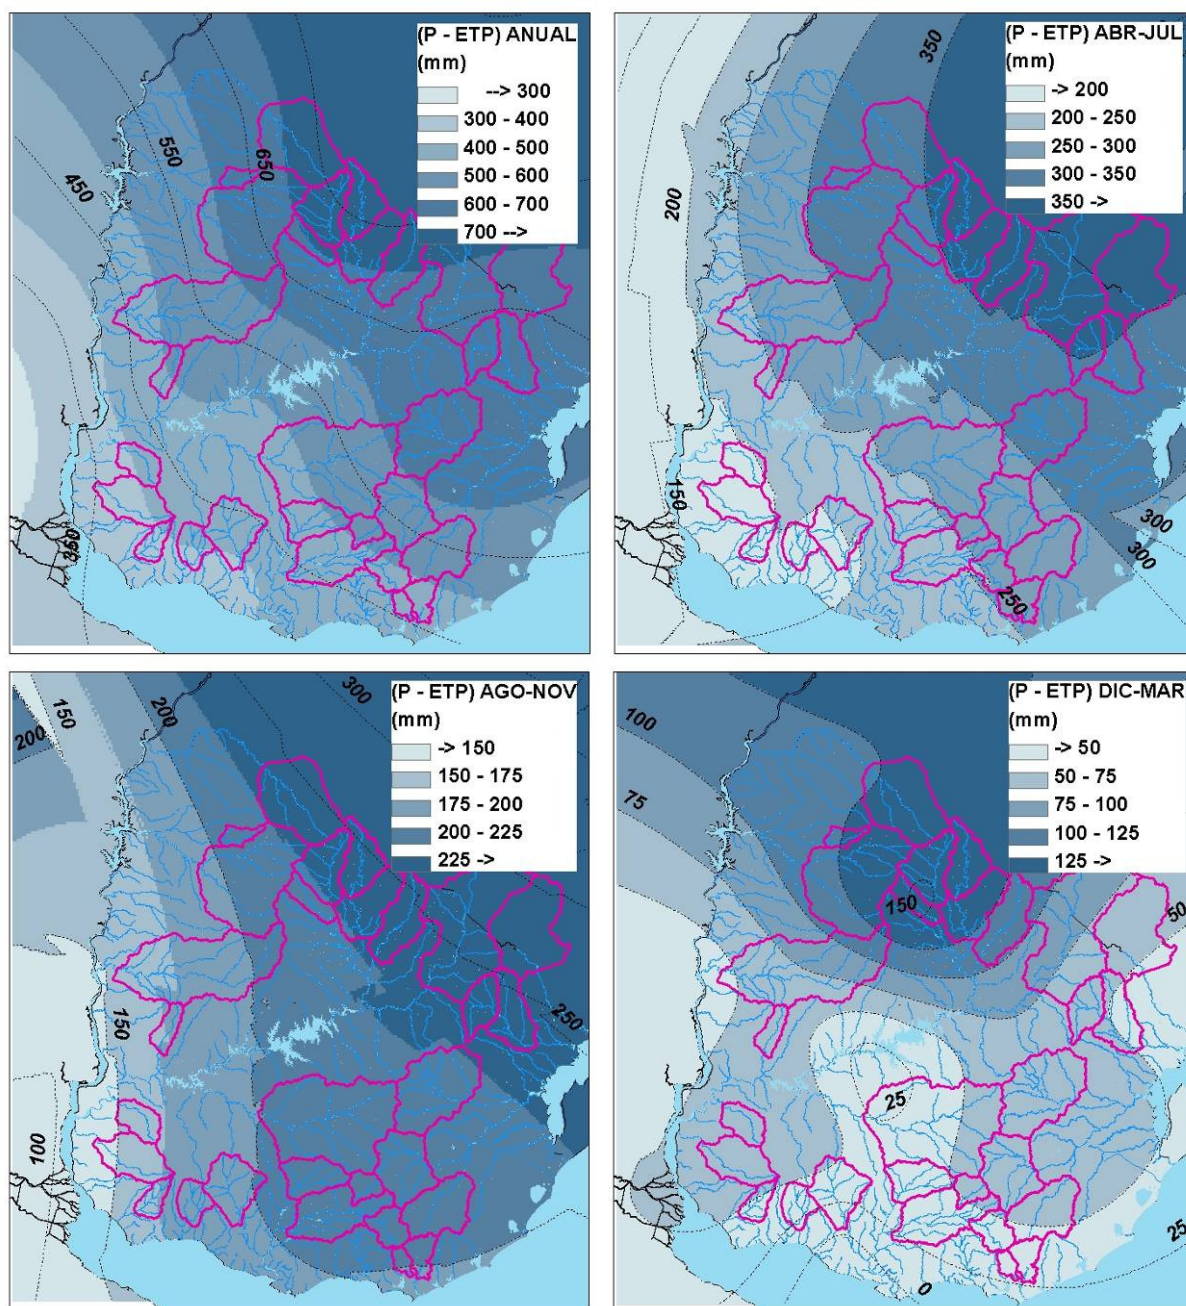 (P - ETP) ANUAL
(mm)
--> 300
300 - 400
400 - 500
500 - 600
600 - 700
700 -->
550
650
450
350
(P - ETP) ABR-JUL
(mm)
-> 200
200 - 250
250 - 300
300 - 350
350 ->
350
200
150
300
300
250
(P - ETP) AGO-NOV
(mm)
-> 150
150 - 175
175 - 200
200 - 225
225 ->
150
200
300
200
150
250
100
(P - ETP) DIC-MAR
(mm)
-> 50
50 - 75
75 - 100
100 - 125
125 ->
100
75
150
50
25
25
0